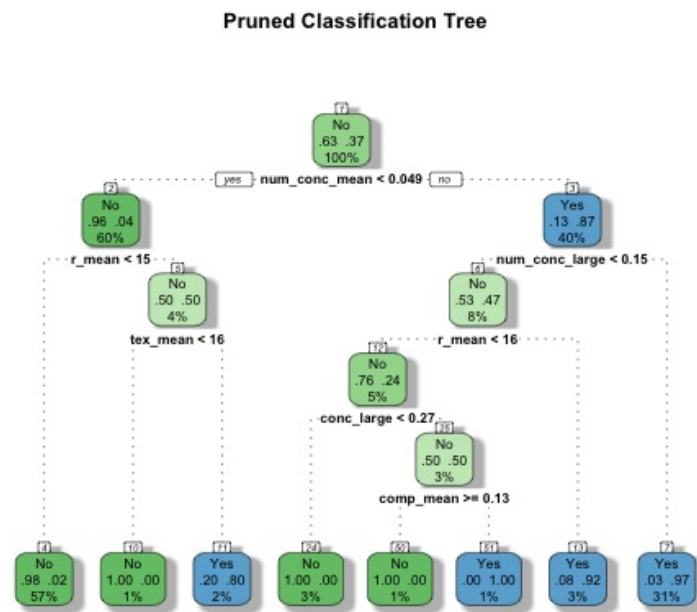 Pruned Classification Tree
1
No
.63 .37
100%
yes num_conc_mean < 0.049 no
2
No
.96 .04
60%
r_mean < 15
3
Yes
.13 .87
40%
num_conc_large < 0.15
5
No
.50 .50
4%
tex_mean < 16
6
No
.53 .47
8%
r_mean < 16
12
No
.76 .24
5%
conc_large < 0.27
25
No
.50 .50
3%
comp_mean >= 0.13
4
No
.98 .02
57%
10
No
1.00 .00
1%
11
Yes
.20 .80
2%
24
No
1.00 .00
3%
50
No
1.00 .00
1%
51
Yes
.00 1.00
1%
13
Yes
.08 .92
3%
7
Yes
.03 .97
31%